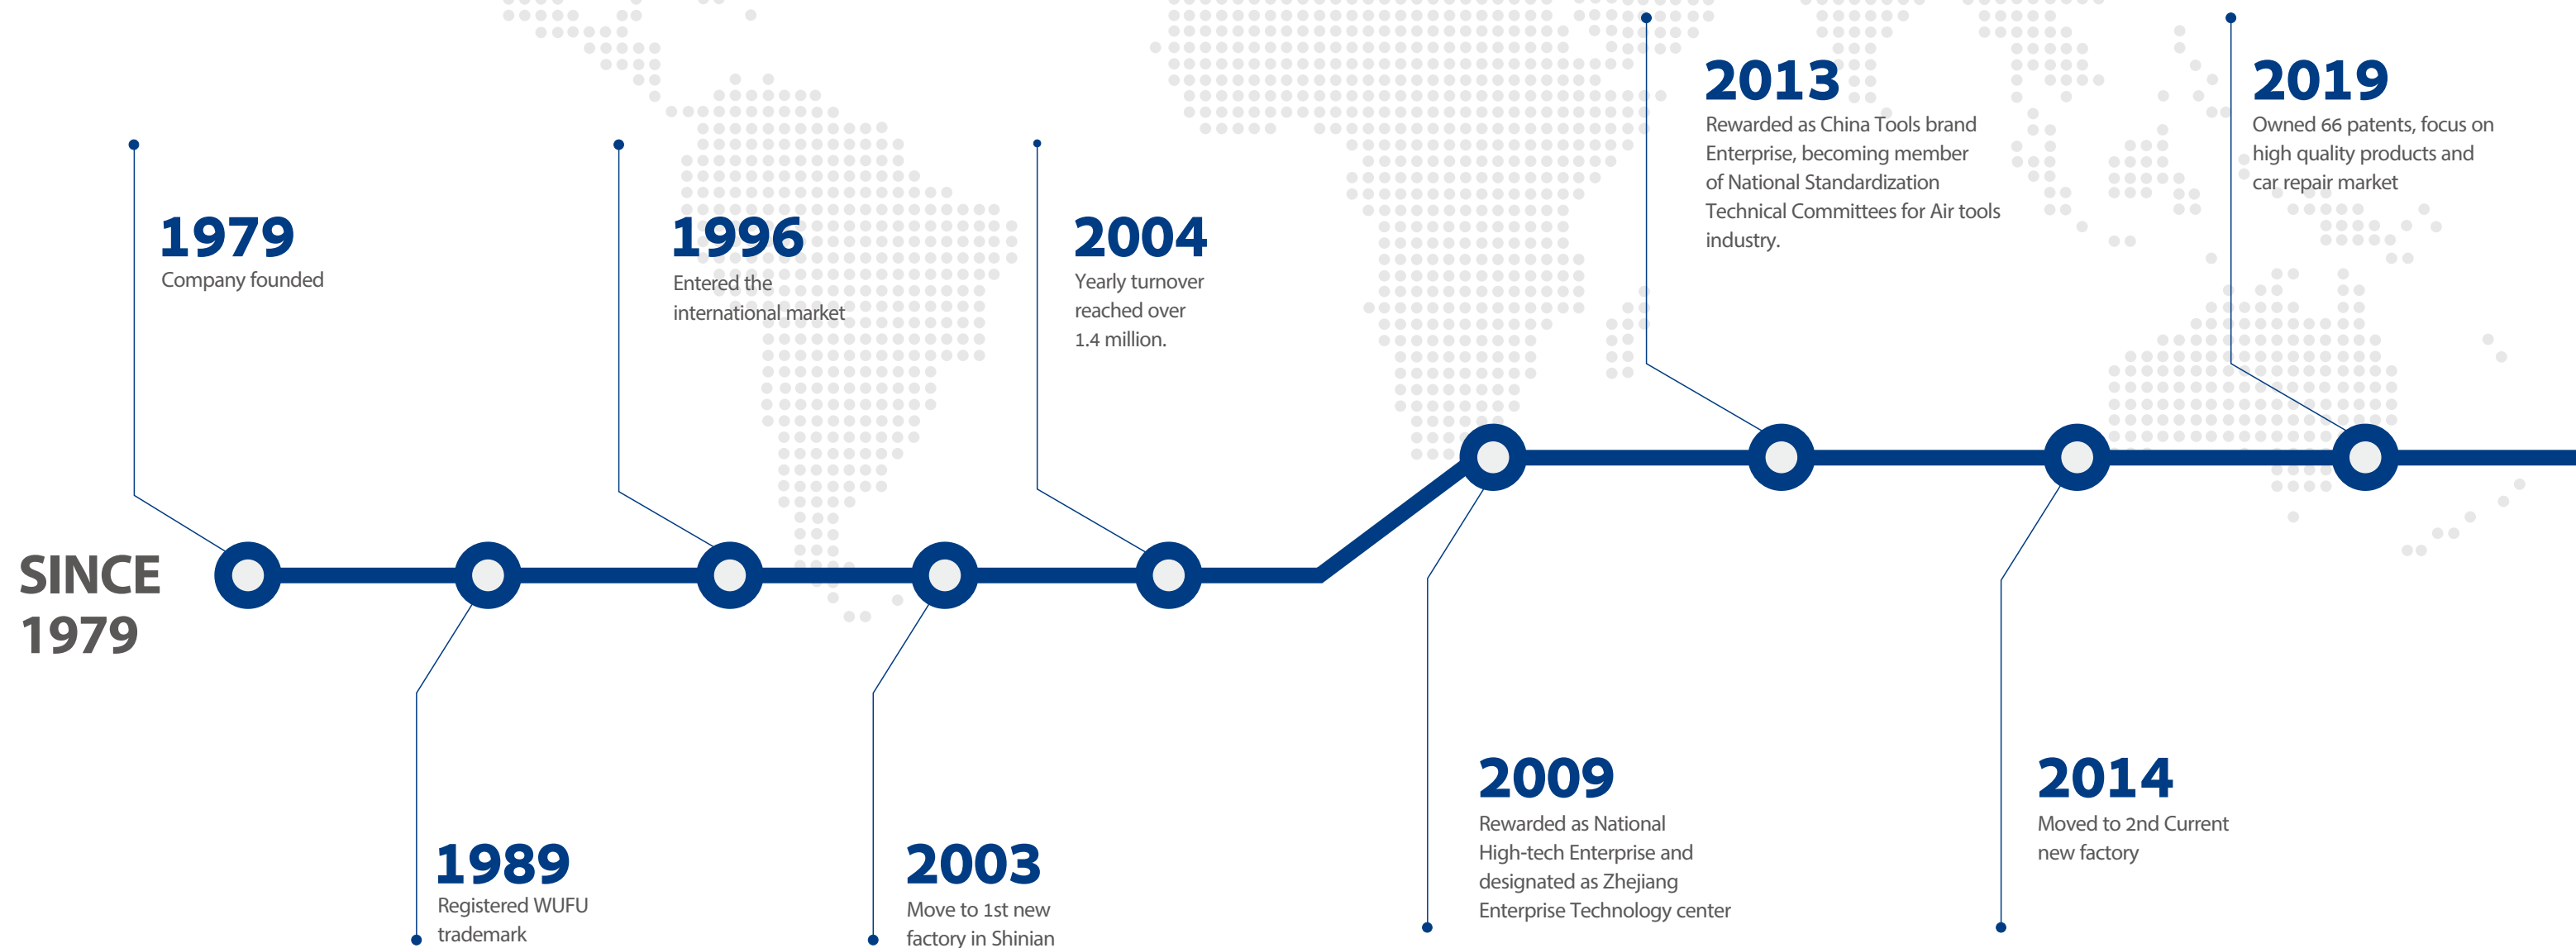 SINCE
1979
1979
Company founded
1989
Registered WUFU
trademark
1996
Entered the
international market
2003
Move to 1st new
factory in Shinian
2004
Yearly turnover
reached over
1.4 million.
2009
Rewarded as National
High-tech Enterprise and
designated as Zhejiang
Enterprise Technology center
2013
Rewarded as China Tools brand
Enterprise, becoming member
of National Standardization
Technical Committees for Air tools
industry.
2014
Moved to 2nd Current
new factory
2019
Owned 66 patents, focus on
high quality products and
car repair market